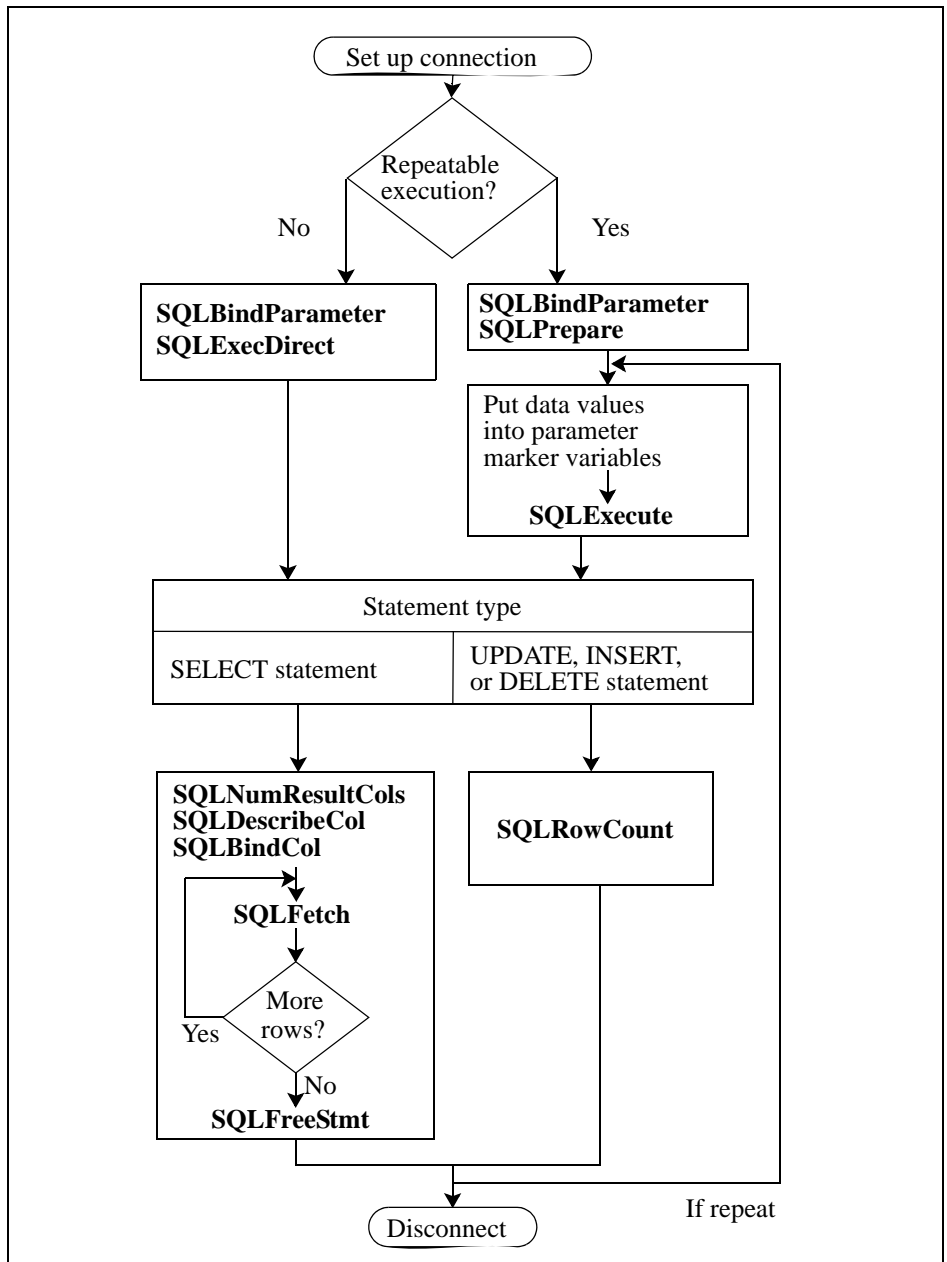 Set up connection
Repeatable
execution?
No
Yes
SQLBindParameter
SQLExecDirect
SQLBindParameter
SQLPrepare
Put data values
into parameter
marker variables
SQLExecute
Statement type
SELECT statement
UPDATE, INSERT,
or DELETE statement
SQLNumResultCols
SQLDescribeCol
SQLBindCol
SQLFetch
More
rows?
Yes
No
SQLFreeStmt
SQLRowCount
If repeat
Disconnect